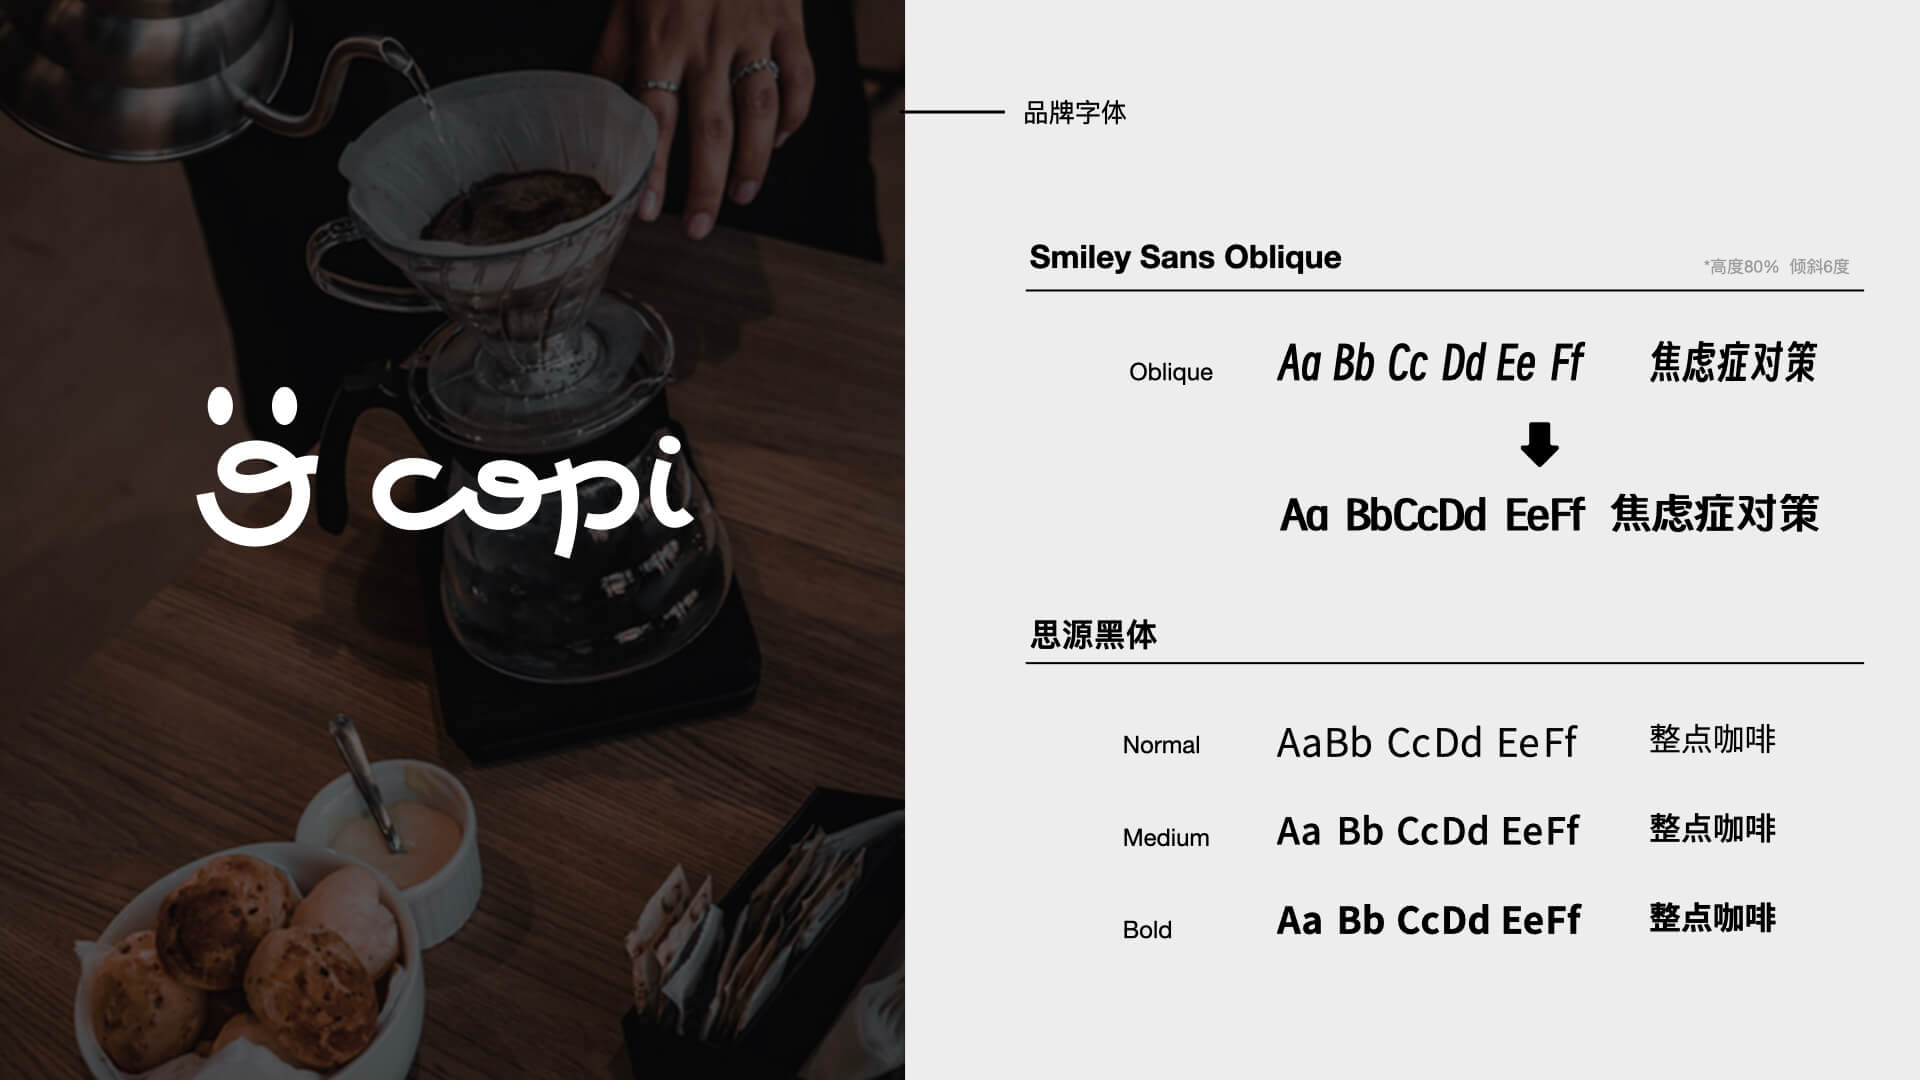 copi
品牌字体
Smiley Sans Oblique
*高度80% 倾斜6度
Oblique Aa Bb Cc Dd Ee Ff 焦虑症对策
Aa BbCcDd EeFf 焦虑症对策
思源黑体
Normal AaBb CcDd EeFf 整点咖啡
Medium Aa Bb CcDd EeFf 整点咖啡
Bold Aa Bb CcDd EeFf 整点咖啡